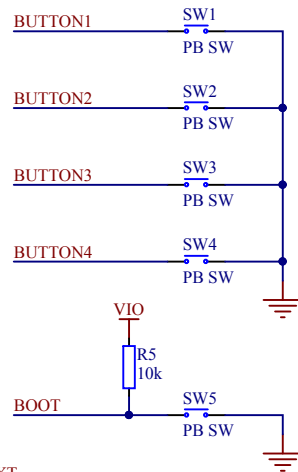 SW1
BUTTON1
PB SW
SW2
BUTTON2
PB SW
SW3
BUTTON3
PB SW
SW4
BUTTON4
PB SW
VIO
R5
10k
SW5
BOOT
PB SW